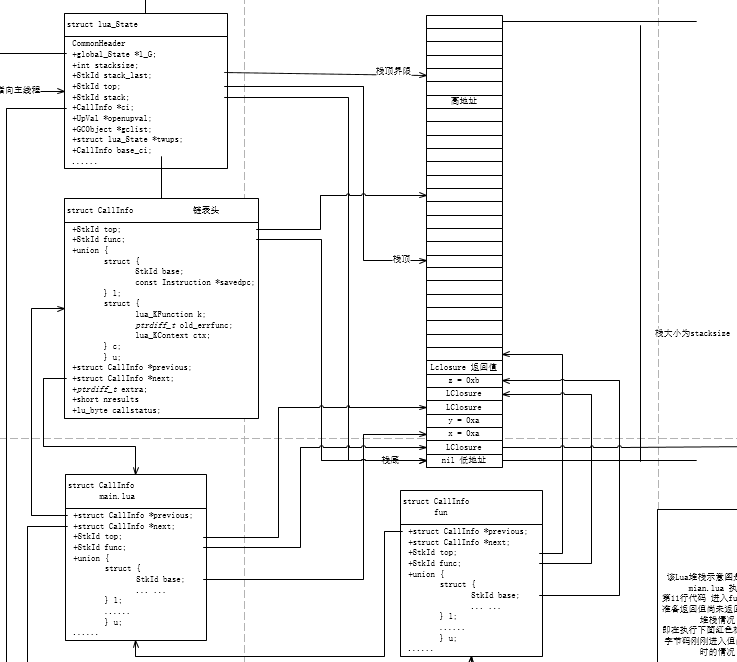 struct lua_State
CommonHeader
+global_State *l_G;
+int stacksize;
+StkId stack_last;
+StkId top;
+StkId stack;
+CallInfo *ci;
+UpVal *openupval;
+GCObject *gclist;
+struct lua_State *twups;
+CallInfo base_ci;
......
指向主线程
struct CallInfo 链表头
+StkId top;
+StkId func;
+union {
struct {
StkId base;
const Instruction *savedpc;
} l;
struct {
lua_KFunction k;
ptrdiff_t old_errfunc;
lua_KContext ctx;
} c;
} u;
+struct CallInfo *previous;
+struct CallInfo *next;
+ptrdiff_t extra;
+short nresults
+lu_byte callstatus;
struct CallInfo
main.lua
+struct CallInfo *previous;
+struct CallInfo *next;
+StkId top;
+StkId func;
+union {
struct {
StkId base;
... ...
} l;
......
} u;
......
栈顶界限
栈顶
栈底
高地址
Lclosure 返回值
z = 0xb
LClosure
LClosure
y = 0xa
x = 0xa
LClosure
nil 低地址
栈大小为stacksize
struct CallInfo
fun
+struct CallInfo *previous;
+struct CallInfo *next;
+StkId top;
+StkId func;
+union {
struct {
StkId base;
... ...
} l;
......
} u;
......
该Lua堆栈示意图是
mian.lua 执
第11行代码 进入fu
准备返回但尚未返回
堆栈情况
即在执行下面红色标
字节码刚刚进入但
时的情况